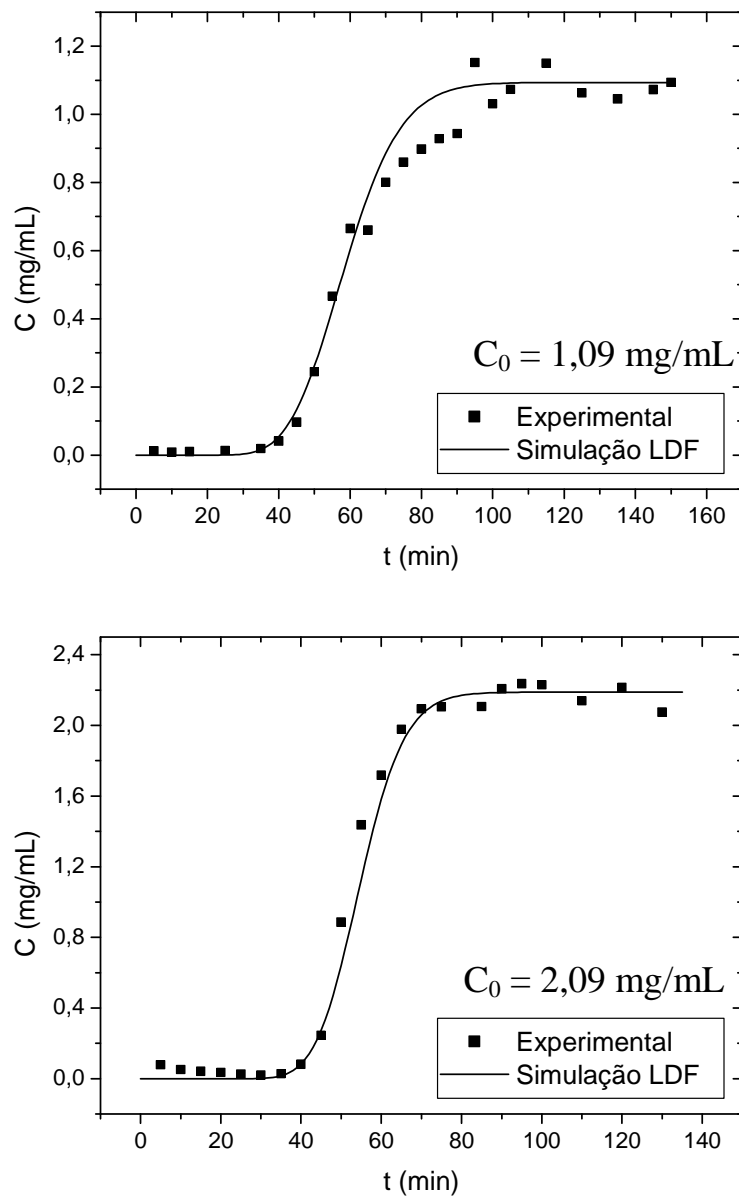 1,2
1,0
0,8
0,6
0,4
0,2
0,0
C (mg/mL)
C₀ = 1,09 mg/mL
Experimental
Simulação LDF
0 20 40 60 80 100 120 140 160
t (min)
2,4
2,0
1,6
1,2
0,8
0,4
0,0
C (mg/mL)
C₀ = 2,09 mg/mL
Experimental
Simulação LDF
0 20 40 60 80 100 120 140
t (min)